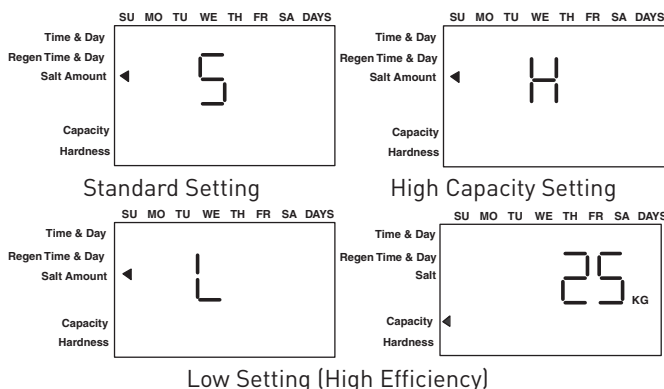 SU MO TU WE TH FR SA DAYS
Time & Day
Regen Time & Day
Salt Amount
S
Capacity
Hardness
Standard Setting
SU MO TU WE TH FR SA DAYS
Time & Day
Regen Time & Day
Salt Amount
H
Capacity
Hardness
High Capacity Setting
SU MO TU WE TH FR SA DAYS
Time & Day
Regen Time & Day
Salt Amount
L
Capacity
Hardness
SU MO TU WE TH FR SA DAYS
Time & Day
Regen Time & Day
Salt
25 KG
Capacity
Hardness
Low Setting (High Efficiency)